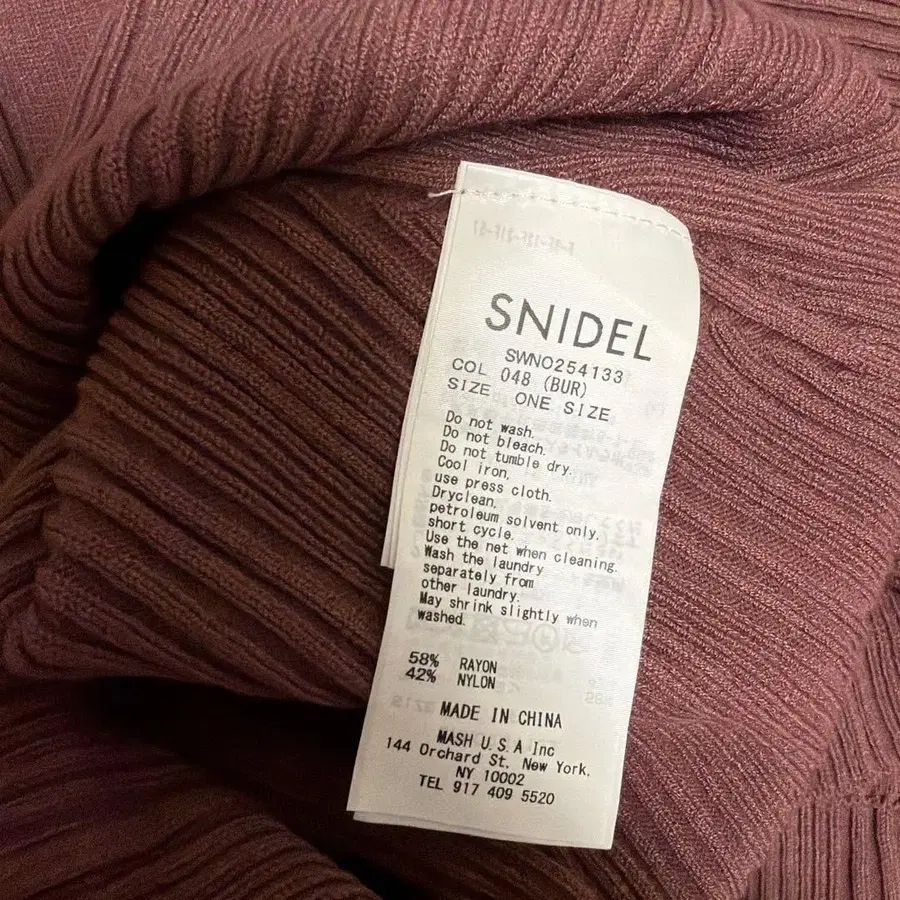 SNIDEL
SWNO254133
COL 048 (BUR)
SIZE ONE SIZE
Do not wash.
Do not bleach.
Do not tumble dry.
Cool iron,
use press cloth.
Dryclean,
petroleum solvent only.
short cycle.
Use the net when cleaning.
Wash the laundry
separately from
other laundry.
May shrink slightly when
washed.
58% RAYON
42% NYLON
MADE IN CHINA
MASH U.S.A Inc
144 Orchard St. New York,
NY 10002
TEL 917 409 5520